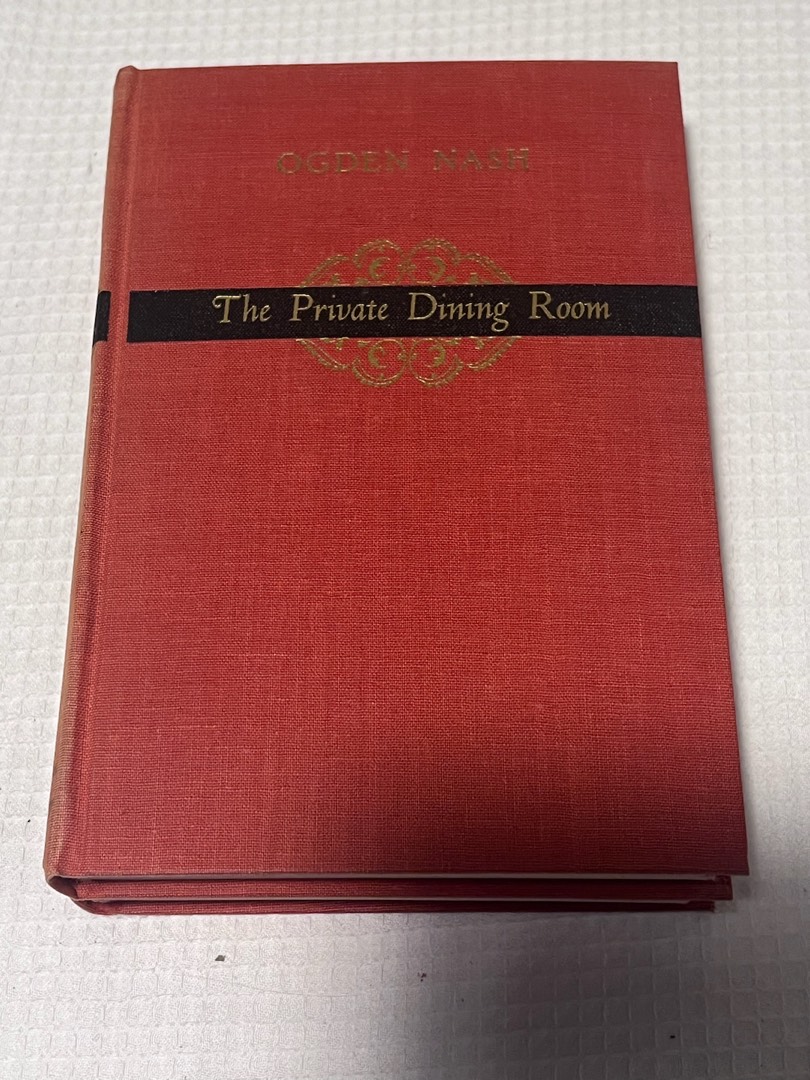 OGDEN NASH
The Private Dining Room